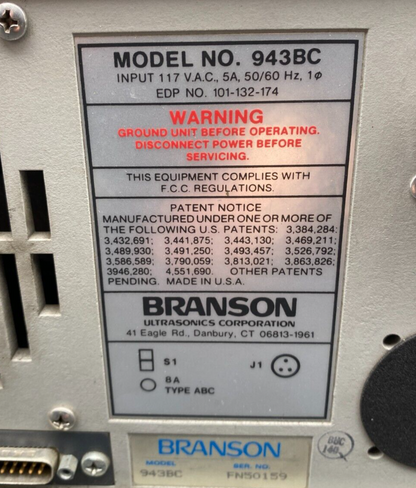 MODEL NO. 943BC
INPUT 117 V.A.C., 5A, 50/60 Hz, 1ø
EDP NO. 101-132-174
WARNING
GROUND UNIT BEFORE OPERATING.
DISCONNECT POWER BEFORE
SERVICING.
THIS EQUIPMENT COMPLIES WITH
F.C.C. REGULATIONS.
PATENT NOTICE
MANUFACTURED UNDER ONE OR MORE OF
THE FOLLOWING U.S. PATENTS: 3,384,284;
3,432,691; 3,441,875; 3,443,130; 3,469,211;
3,489,930; 3,491,250; 3,493,457; 3,526,792;
3,586,589; 3,790,059; 3,813,021; 3,863,826;
3946,280; 4,551,690. OTHER PATENTS
PENDING. MADE IN U.S.A.
BRANSON
ULTRASONICS CORPORATION
41 Eagle Rd., Danbury, CT 06813-1961
S1
J1
8A
TYPE ABC
BRANSON
MODEL SER. NO.
943BC FN50159